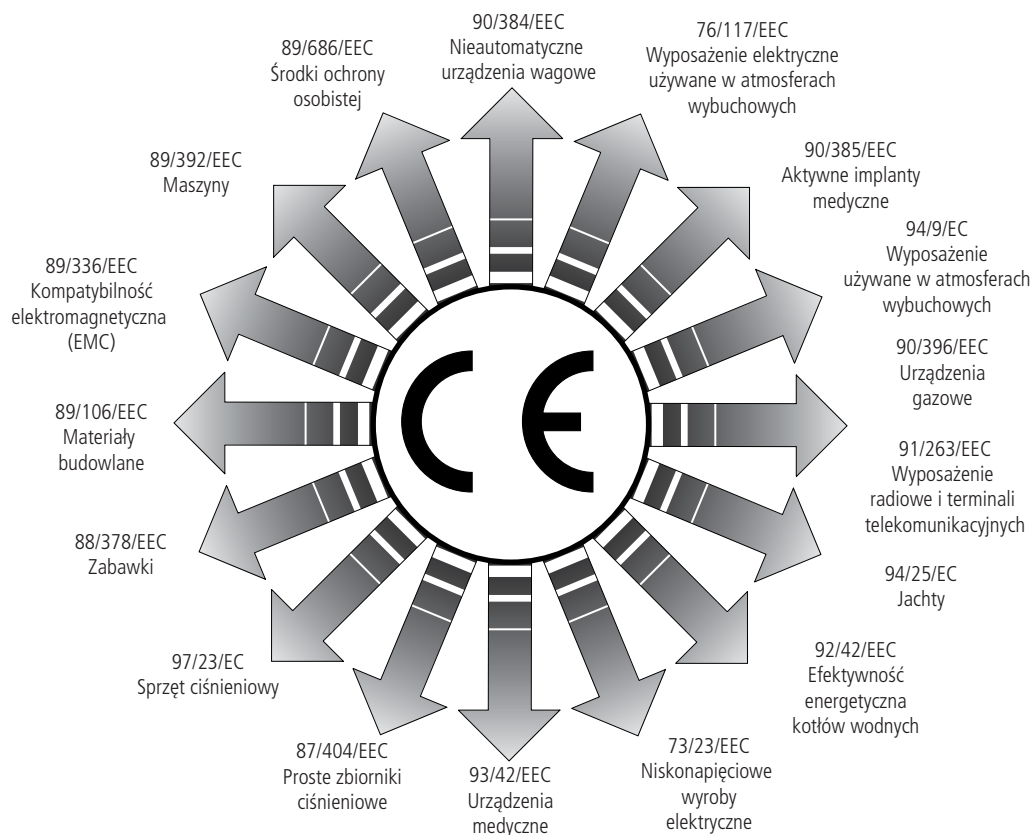 90/384/EEC
Nieautomatyczne
urządzenia wagowe
76/117/EEC
Wyposażenie elektryczne
używane w atmosferach
wybuchowych
90/385/EEC
Aktywne implanty
medyczne
94/9/EC
Wyposażenie
używane w atmosferach
wybuchowych
90/396/EEC
Urządzenia
gazowe
91/263/EEC
Wyposażenie
radiowe i terminali
telekomunikacyjnych
94/25/EC
Jachty
92/42/EEC
Efektywność
energetyczna
kotłów wodnych
73/23/EEC
Niskonapięciowe
wyroby
elektryczne
93/42/EEC
Urządzenia
medyczne
87/404/EEC
Proste zbiorniki
ciśnieniowe
97/23/EC
Sprzęt ciśnieniowy
88/378/EEC
Zabawki
89/106/EEC
Materiały
budowlane
89/336/EEC
Kompatybilność
elektromagnetyczna
(EMC)
89/392/EEC
Maszyny
89/686/EEC
Środki ochrony
osobistej
CE